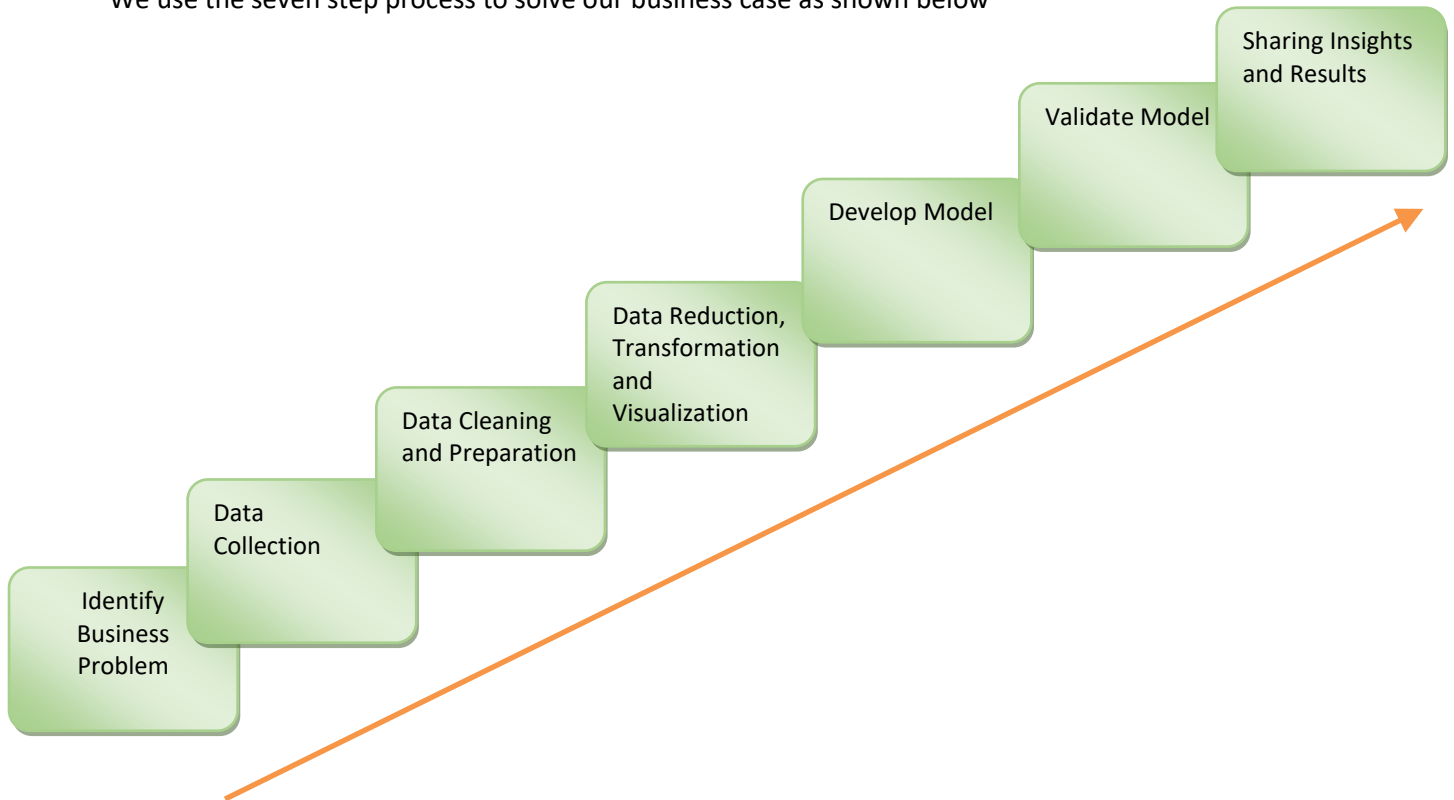 We use the seven step process to solve our business case as shown below
Sharing Insights
and Results
Validate Model
Develop Model
Data Reduction,
Transformation
and
Visualization
Data Cleaning
and Preparation
Data
Collection
Identify
Business
Problem